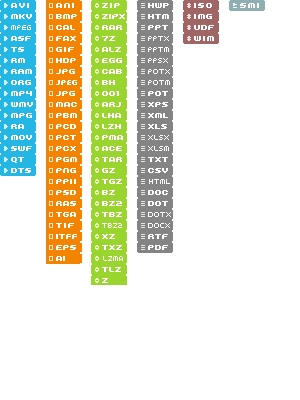 AVI
MKV
MPEG
ASF
TS
RM
RAM
ORG
MP4
WMV
MPG
RA
MOV
SWF
QT
DTS
ANI
BMP
CAL
FAX
GIF
HDP
JPG
JPEG
JPG
MAC
PBM
PCD
PCT
PCX
PGM
PNG
PPM
PSD
RAS
TGA
TIF
ITFF
EPS
AI
ZIP
ZIPX
RAR
7Z
ALZ
EGG
CAB
BH
001
ARJ
LHA
LZH
PMA
ACE
TAR
GZ
TGZ
BZ
BZ2
TBZ
TBZ2
XZ
TXZ
LZMA
TLZ
Z
HWP
HTM
PPT
PPTX
PPTM
PPSX
POTX
POTM
POT
XPS
XML
XLS
XLSX
XLSM
TXT
CSV
HTML
DOC
DOT
DOTX
DOCX
RTF
PDF
ISO
IMG
UDF
WIM
SMI